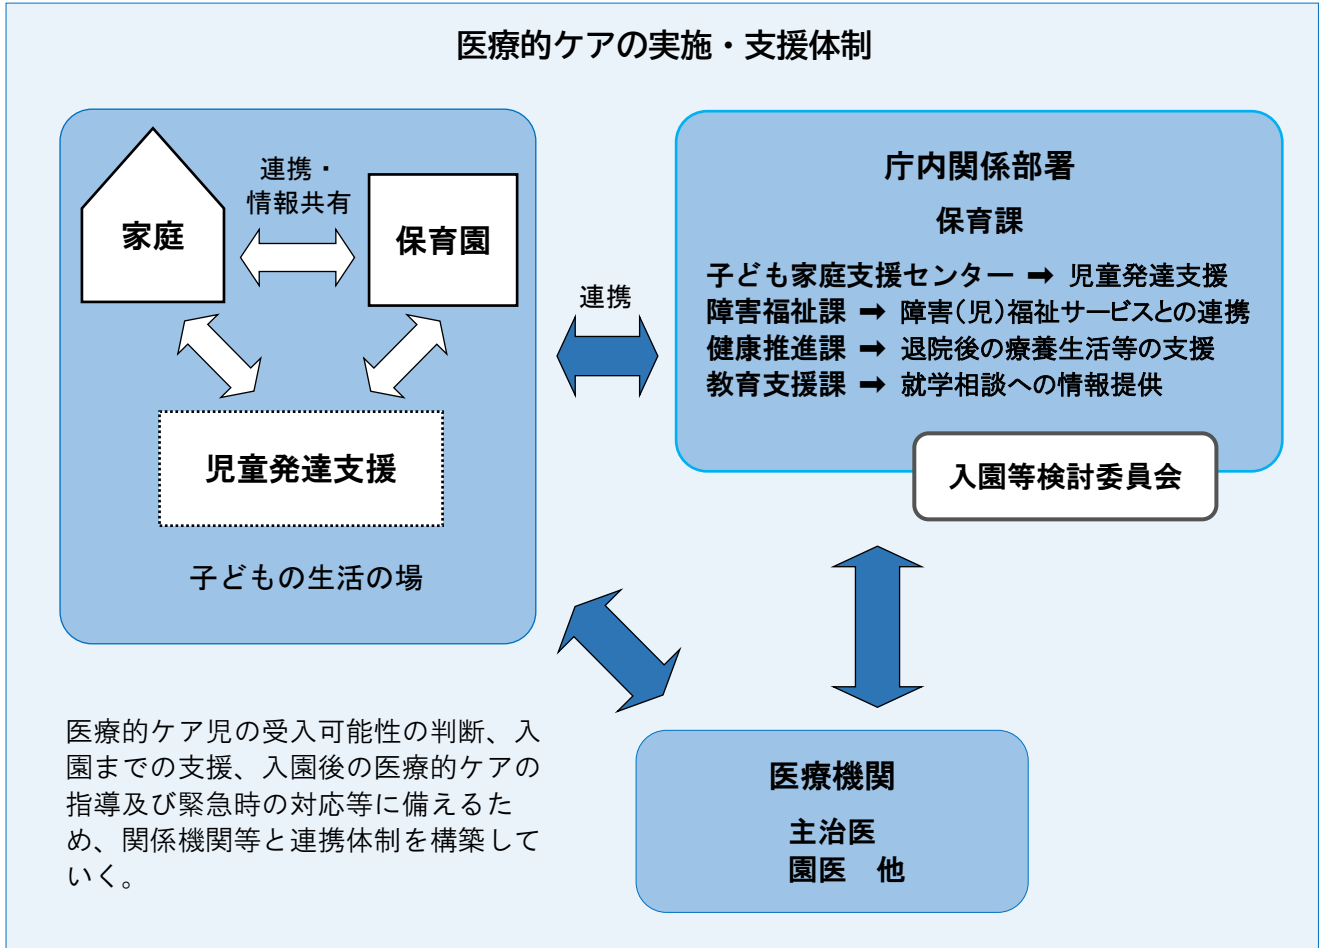 医療的ケアの実施・支援体制
連携・
情報共有
家庭
保育園
児童発達支援
子どもの生活の場
連携
庁内関係部署
保育課
子ども家庭支援センター ➡ 児童発達支援
障害福祉課 ➡ 障害(児)福祉サービスとの連携
健康推進課 ➡ 退院後の療養生活等の支援
教育支援課 ➡ 就学相談への情報提供
入園等検討委員会
医療的ケア児の受入可能性の判断、入
園までの支援、入園後の医療的ケアの
指導及び緊急時の対応等に備えるた
め、関係機関等と連携体制を構築して
いく。
医療機関
主治医
園医　他